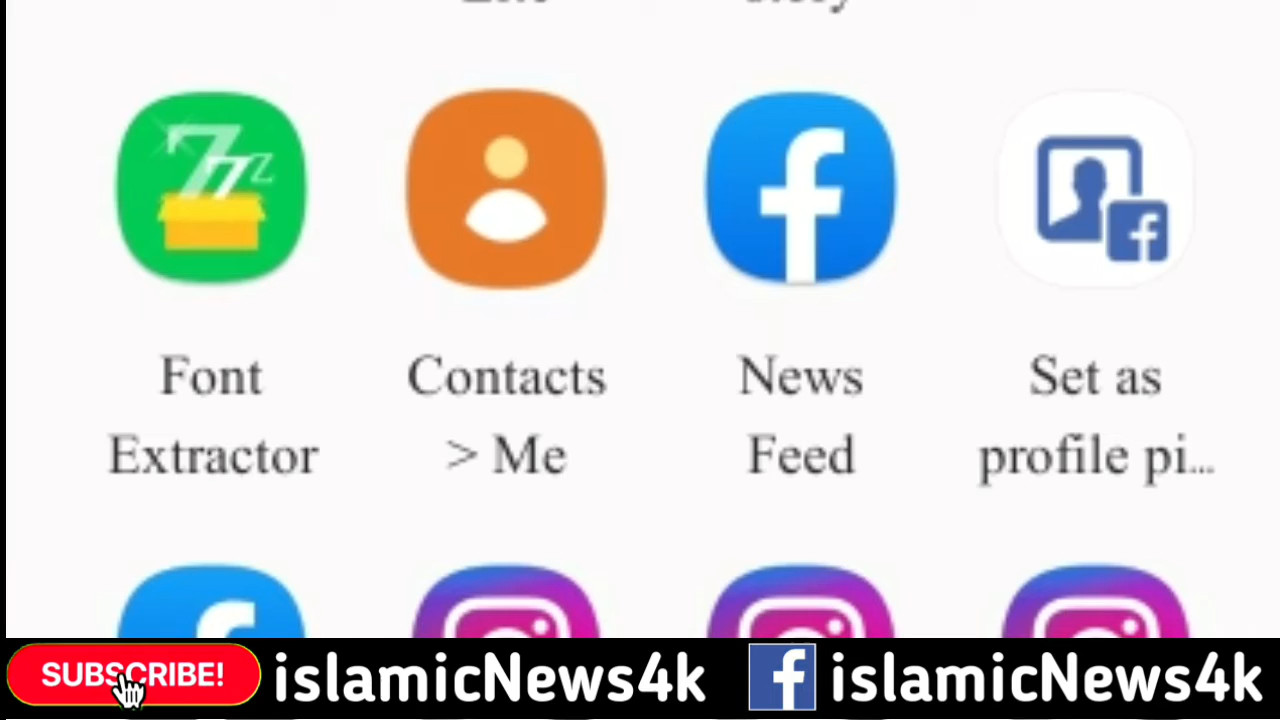 Font
Extractor
Contacts
> Me
News
Feed
Set as
profile pi...
SUBSCRIBE!
islamicNews4k
islamicNews4k